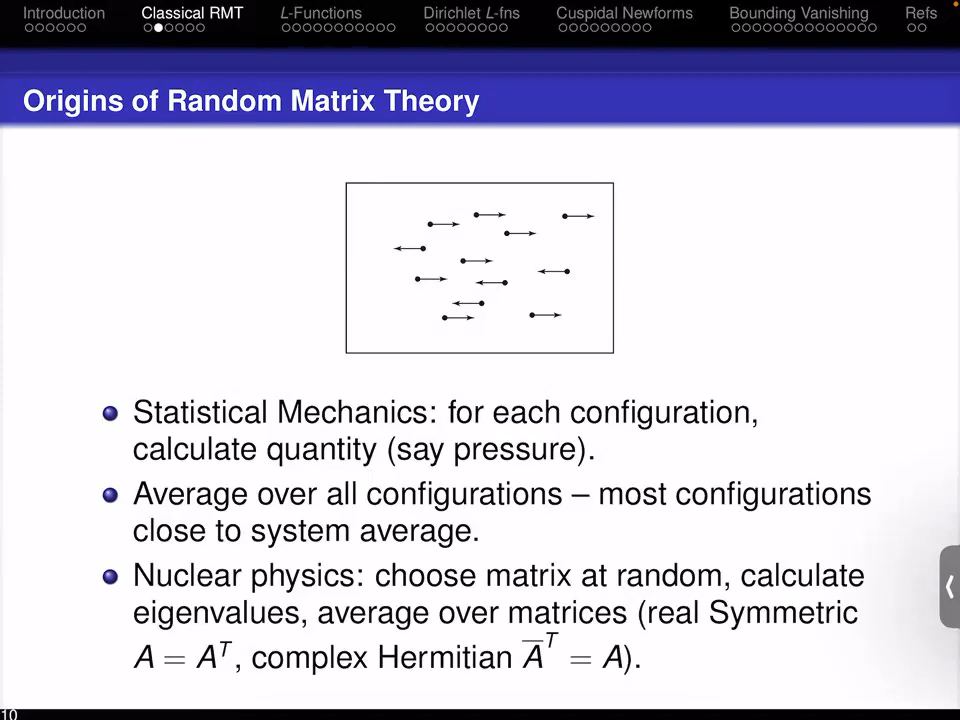 Introduction Classical RMT L-Functions Dirichlet L-fns Cuspidal Newforms Bounding Vanishing Refs
Origins of Random Matrix Theory
Statistical Mechanics: for each configuration,
calculate quantity (say pressure).
Average over all configurations – most configurations
close to system average.
Nuclear physics: choose matrix at random, calculate
eigenvalues, average over matrices (real Symmetric
A = Aᵀ, complex Hermitian A̅ᵀ = A).
10